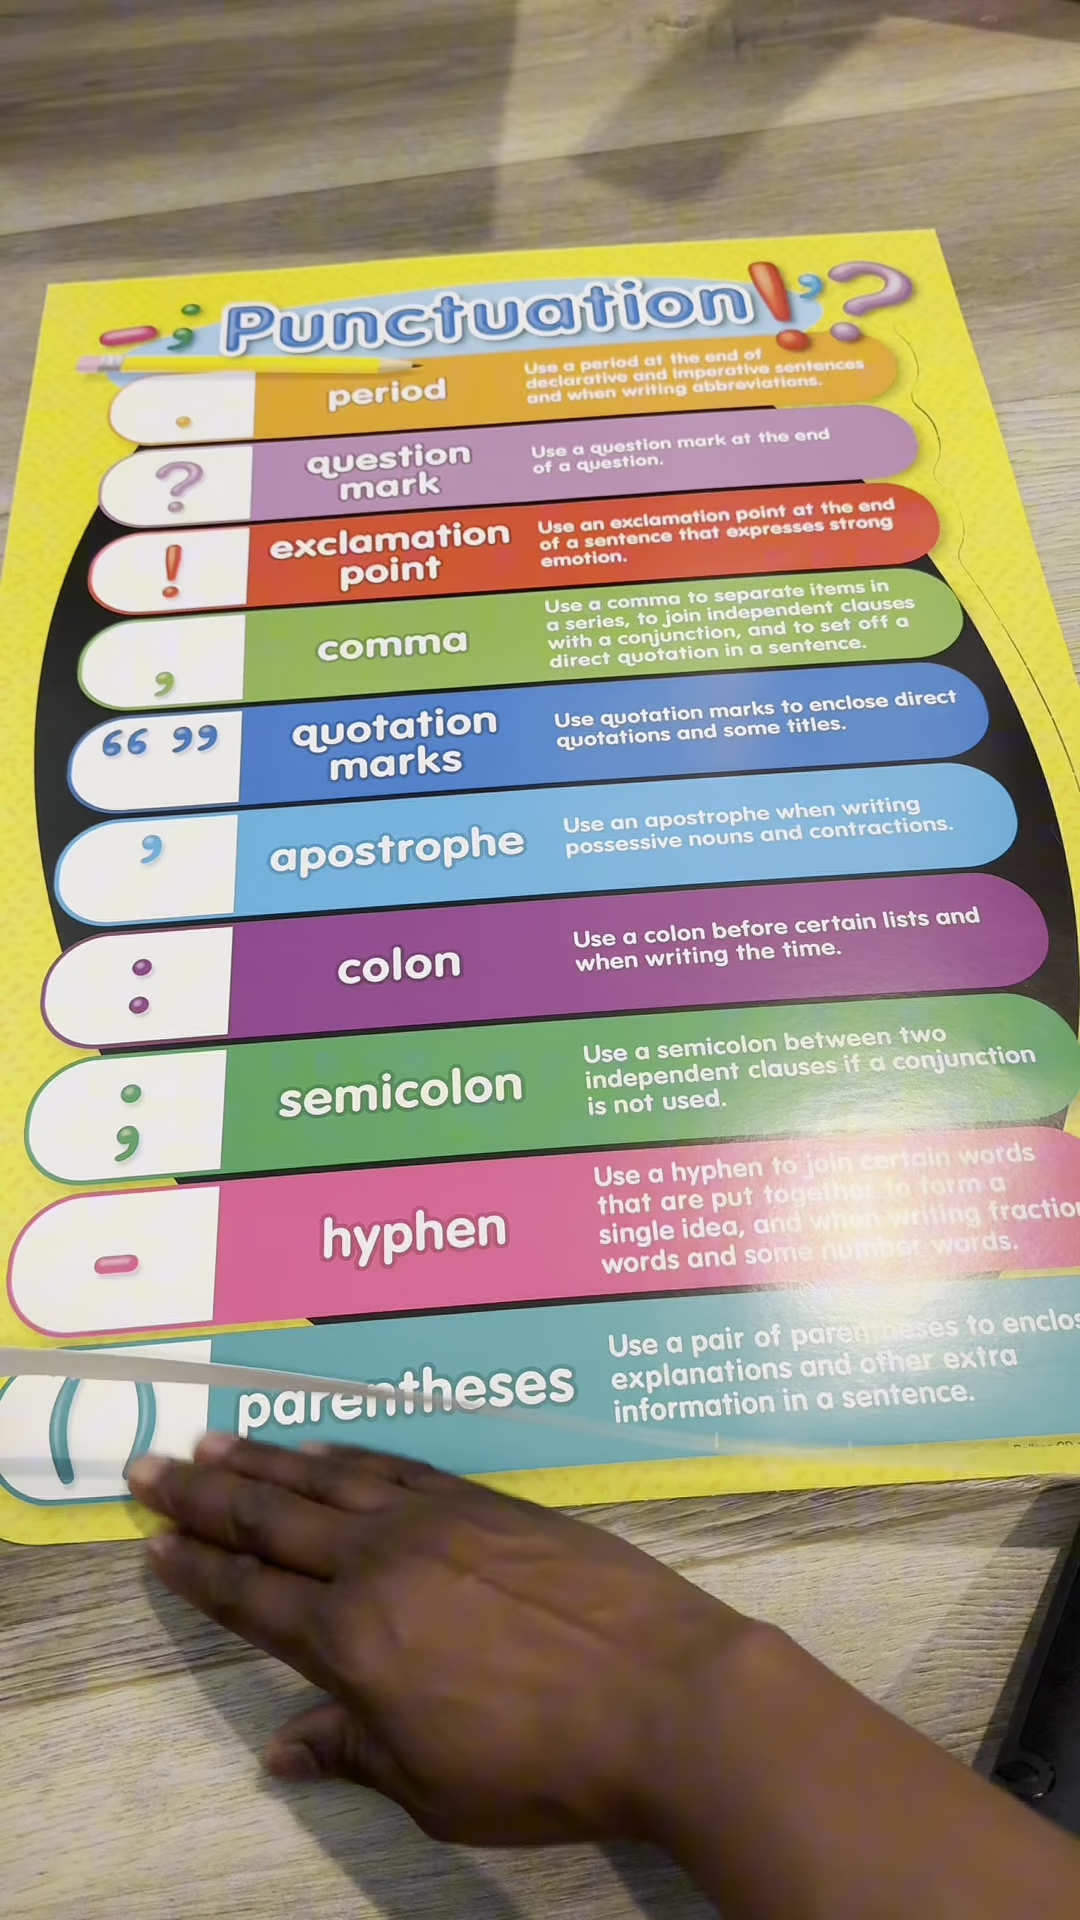 Punctuation!,?
.
period
Use a period at the end of
declarative and imperative sentences
and when writing abbreviations.
?
question
mark
Use a question mark at the end
of a question.
!
exclamation
point
Use an exclamation point at the end
of a sentence that expresses strong
emotion.
,
comma
Use a comma to separate items in
a series, to join independent clauses
with a conjunction, and to set off a
direct quotation in a sentence.
“ ”
quotation
marks
Use quotation marks to enclose direct
quotations and some titles.
’
apostrophe
Use an apostrophe when writing
possessive nouns and contractions.
:
colon
Use a colon before certain lists and
when writing the time.
;
semicolon
Use a semicolon between two
independent clauses if a conjunction
is not used.
-
hyphen
Use a hyphen to join certain words
that are put together to form a
single idea, and when writing fraction
words and some number words.
( )
parentheses
Use a pair of parentheses to enclos
explanations and other extra
information in a sentence.